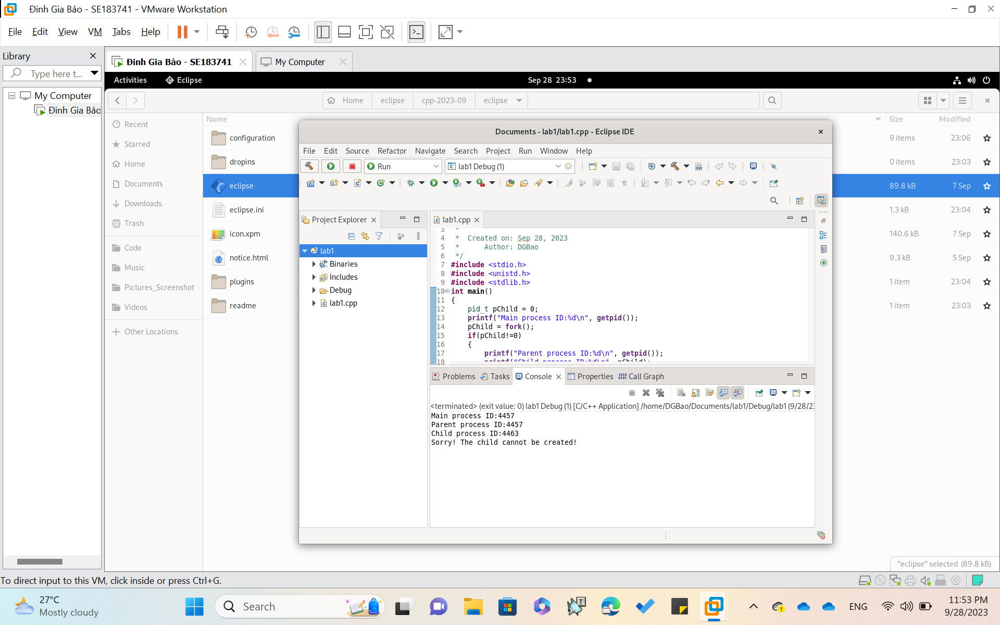 Đinh Gia Bảo - SE183741 - VMware Workstation
File Edit View VM Tabs Help
Library
Type here t...
My Computer
Đinh Gia Bảo
Đinh Gia Bảo - SE183741
My Computer
Activities Eclipse Sep 28 23:53
Home eclipse cpp-2023-09 eclipse
Recent
Starred
Home
Documents
Downloads
Trash
Code
Music
Pictures_Screenshot
Videos
Other Locations
Name Size Modified
configuration 9 items 23:06
dropins 0 items 23:03
eclipse 89.8 kB 7 Sep
eclipse.ini 1.3 kB 23:04
icon.xpm 140.6 kB 7 Sep
notice.html 9.3 kB 5 Sep
plugins 1 item 23:04
readme 1 item 23:03
Documents - lab1/lab1.cpp - Eclipse IDE
File Edit Source Refactor Navigate Search Project Run Window Help
Run lab1 Debug (1)
Project Explorer
lab1
Binaries
Includes
Debug
lab1.cpp
lab1.cpp
3 *
4 * Created on: Sep 28, 2023
5 * Author: DGBao
6 */
7 #include <stdio.h>
8 #include <unistd.h>
9 #include <stdlib.h>
10 int main()
11 {
12 pid_t pChild = 0;
13 printf("Main process ID:%d\n", getpid());
14 pChild = fork();
15 if(pChild!=0)
16 {
17 printf("Parent process ID:%d\n", getpid());
18 printf("Child process ID:%d\n", pChild);
Problems Tasks Console Properties Call Graph
<terminated> (exit value: 0) lab1 Debug (1) [C/C++ Application] /home/DGBao/Documents/lab1/Debug/lab1 (9/28/23
Main process ID:4457
Parent process ID:4457
Child process ID:4463
Sorry! The child cannot be created!
"eclipse" selected (89.8 kB)
To direct input to this VM, click inside or press Ctrl+G.
27°C
Mostly cloudy
Search
ENG
11:53 PM
9/28/2023